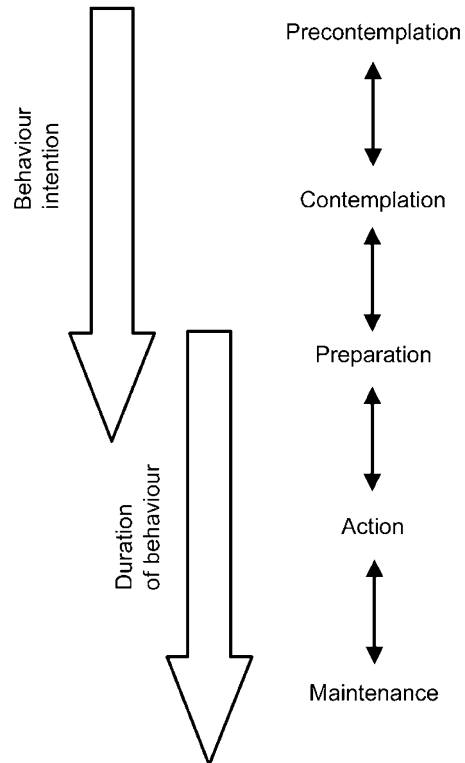 Precontemplation
Behaviour
intention
Contemplation
Preparation
Duration
of behaviour
Action
Maintenance